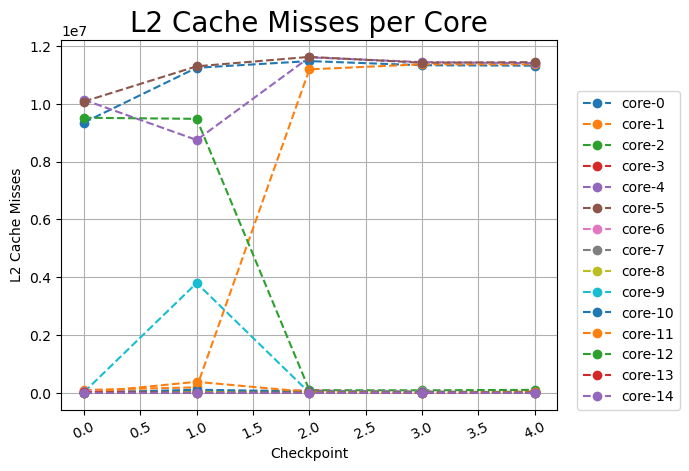 L2 Cache Misses per Core
1e7
1.2
1.0
0.8
0.6
0.4
0.2
0.0
L2 Cache Misses
0.0 0.5 1.0 1.5 2.0 2.5 3.0 3.5 4.0
Checkpoint
core-0
core-1
core-2
core-3
core-4
core-5
core-6
core-7
core-8
core-9
core-10
core-11
core-12
core-13
core-14